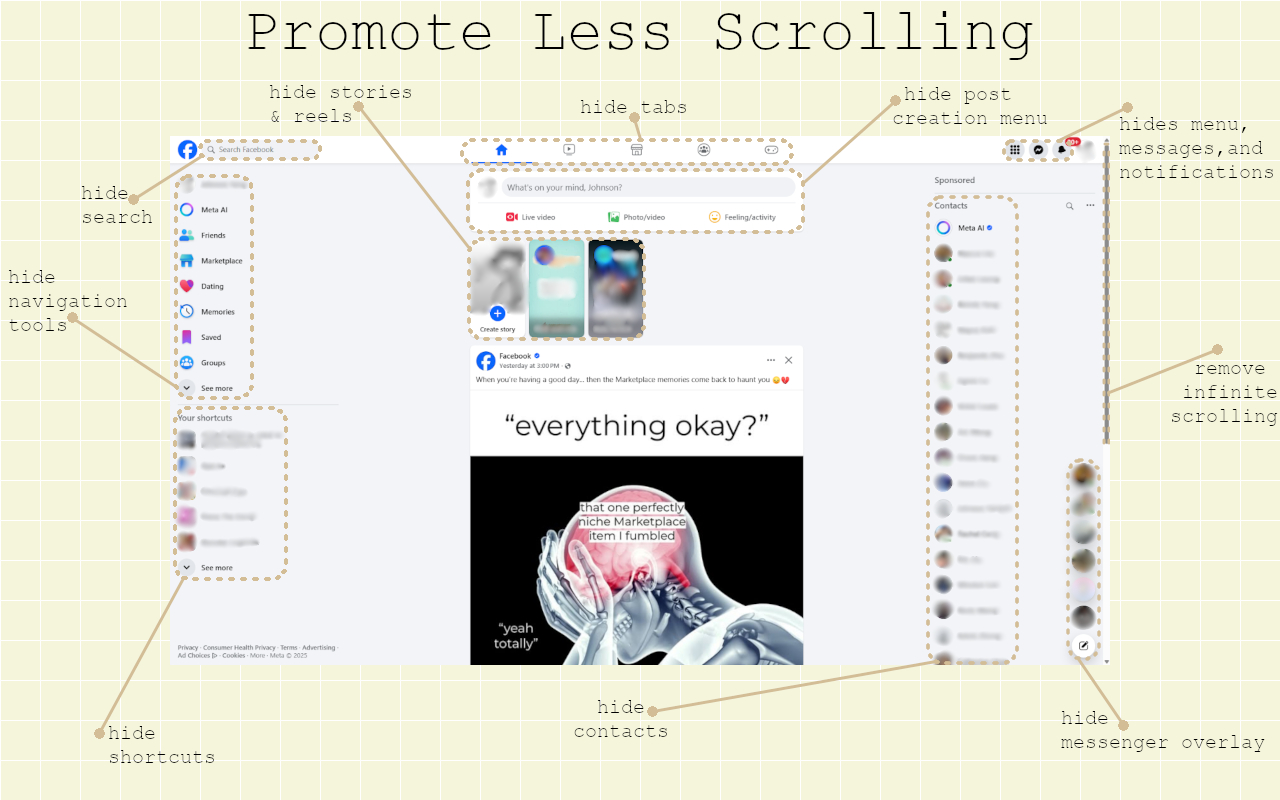 Promote Less Scrolling
hide stories
& reels
hide tabs
hide post
creation menu
hides menu,
messages,and
notifications
hide
search
hide
navigation
tools
remove
infinite
scrolling
hide
shortcuts
hide
contacts
hide
messenger overlay
Search Facebook
20+
Meta AI
Friends
Marketplace
Dating
Memories
Saved
Groups
See more
Your shortcuts
See more
Privacy · Consumer Health Privacy · Terms · Advertising ·
Ad Choices · Cookies · More · Meta © 2025
What's on your mind, Johnson?
Live video
Photo/video
Feeling/activity
Create story
Facebook
Yesterday at 3:00 PM ·
When you're having a good day... then the Marketplace memories come back to haunt you 😔💔
“everything okay?”
that one perfectly
niche Marketplace
item I fumbled
“yeah
totally”
Sponsored
Contacts
Meta AI